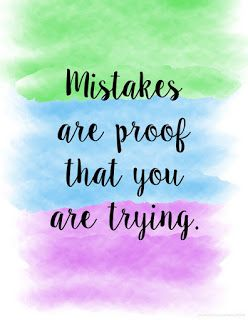 Mistakes
are proof
that you
are trying.